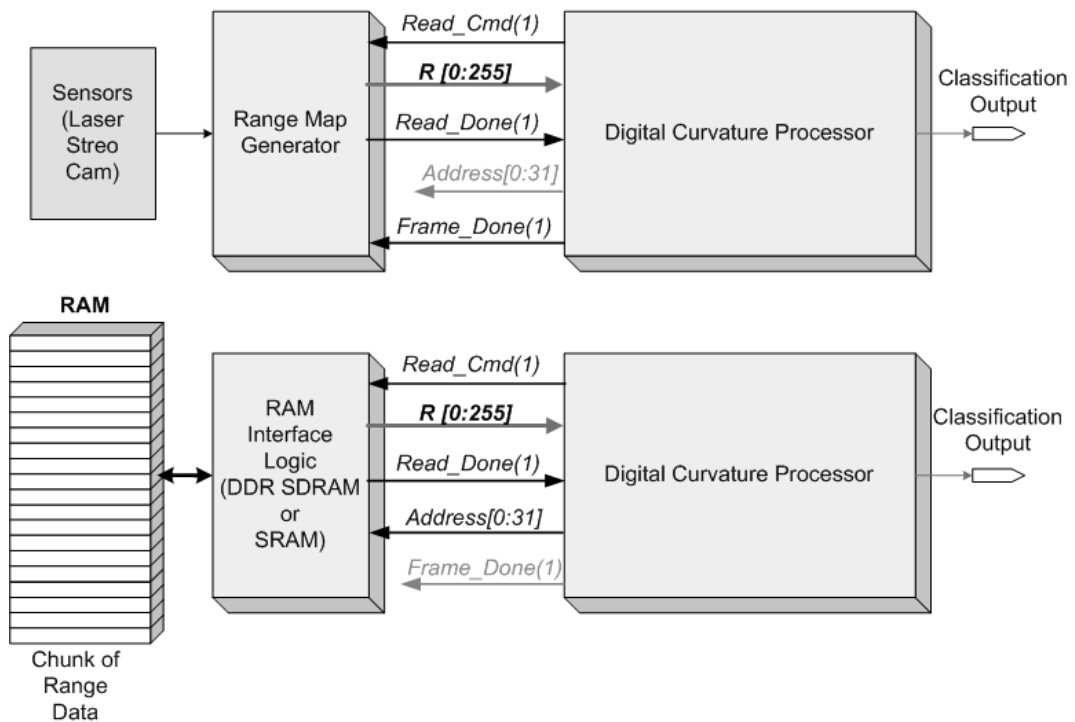 Read_Cmd(1)
R [0:255]
Read_Done(1)
Address[0:31]
Frame_Done(1)
Sensors
(Laser
Streo
Cam)
Range Map
Generator
Digital Curvature Processor
Classification
Output
RAM
Chunk of
Range
Data
RAM
Interface
Logic
(DDR SDRAM
or
SRAM)
Read_Cmd(1)
R [0:255]
Read_Done(1)
Address[0:31]
Frame_Done(1)
Digital Curvature Processor
Classification
Output